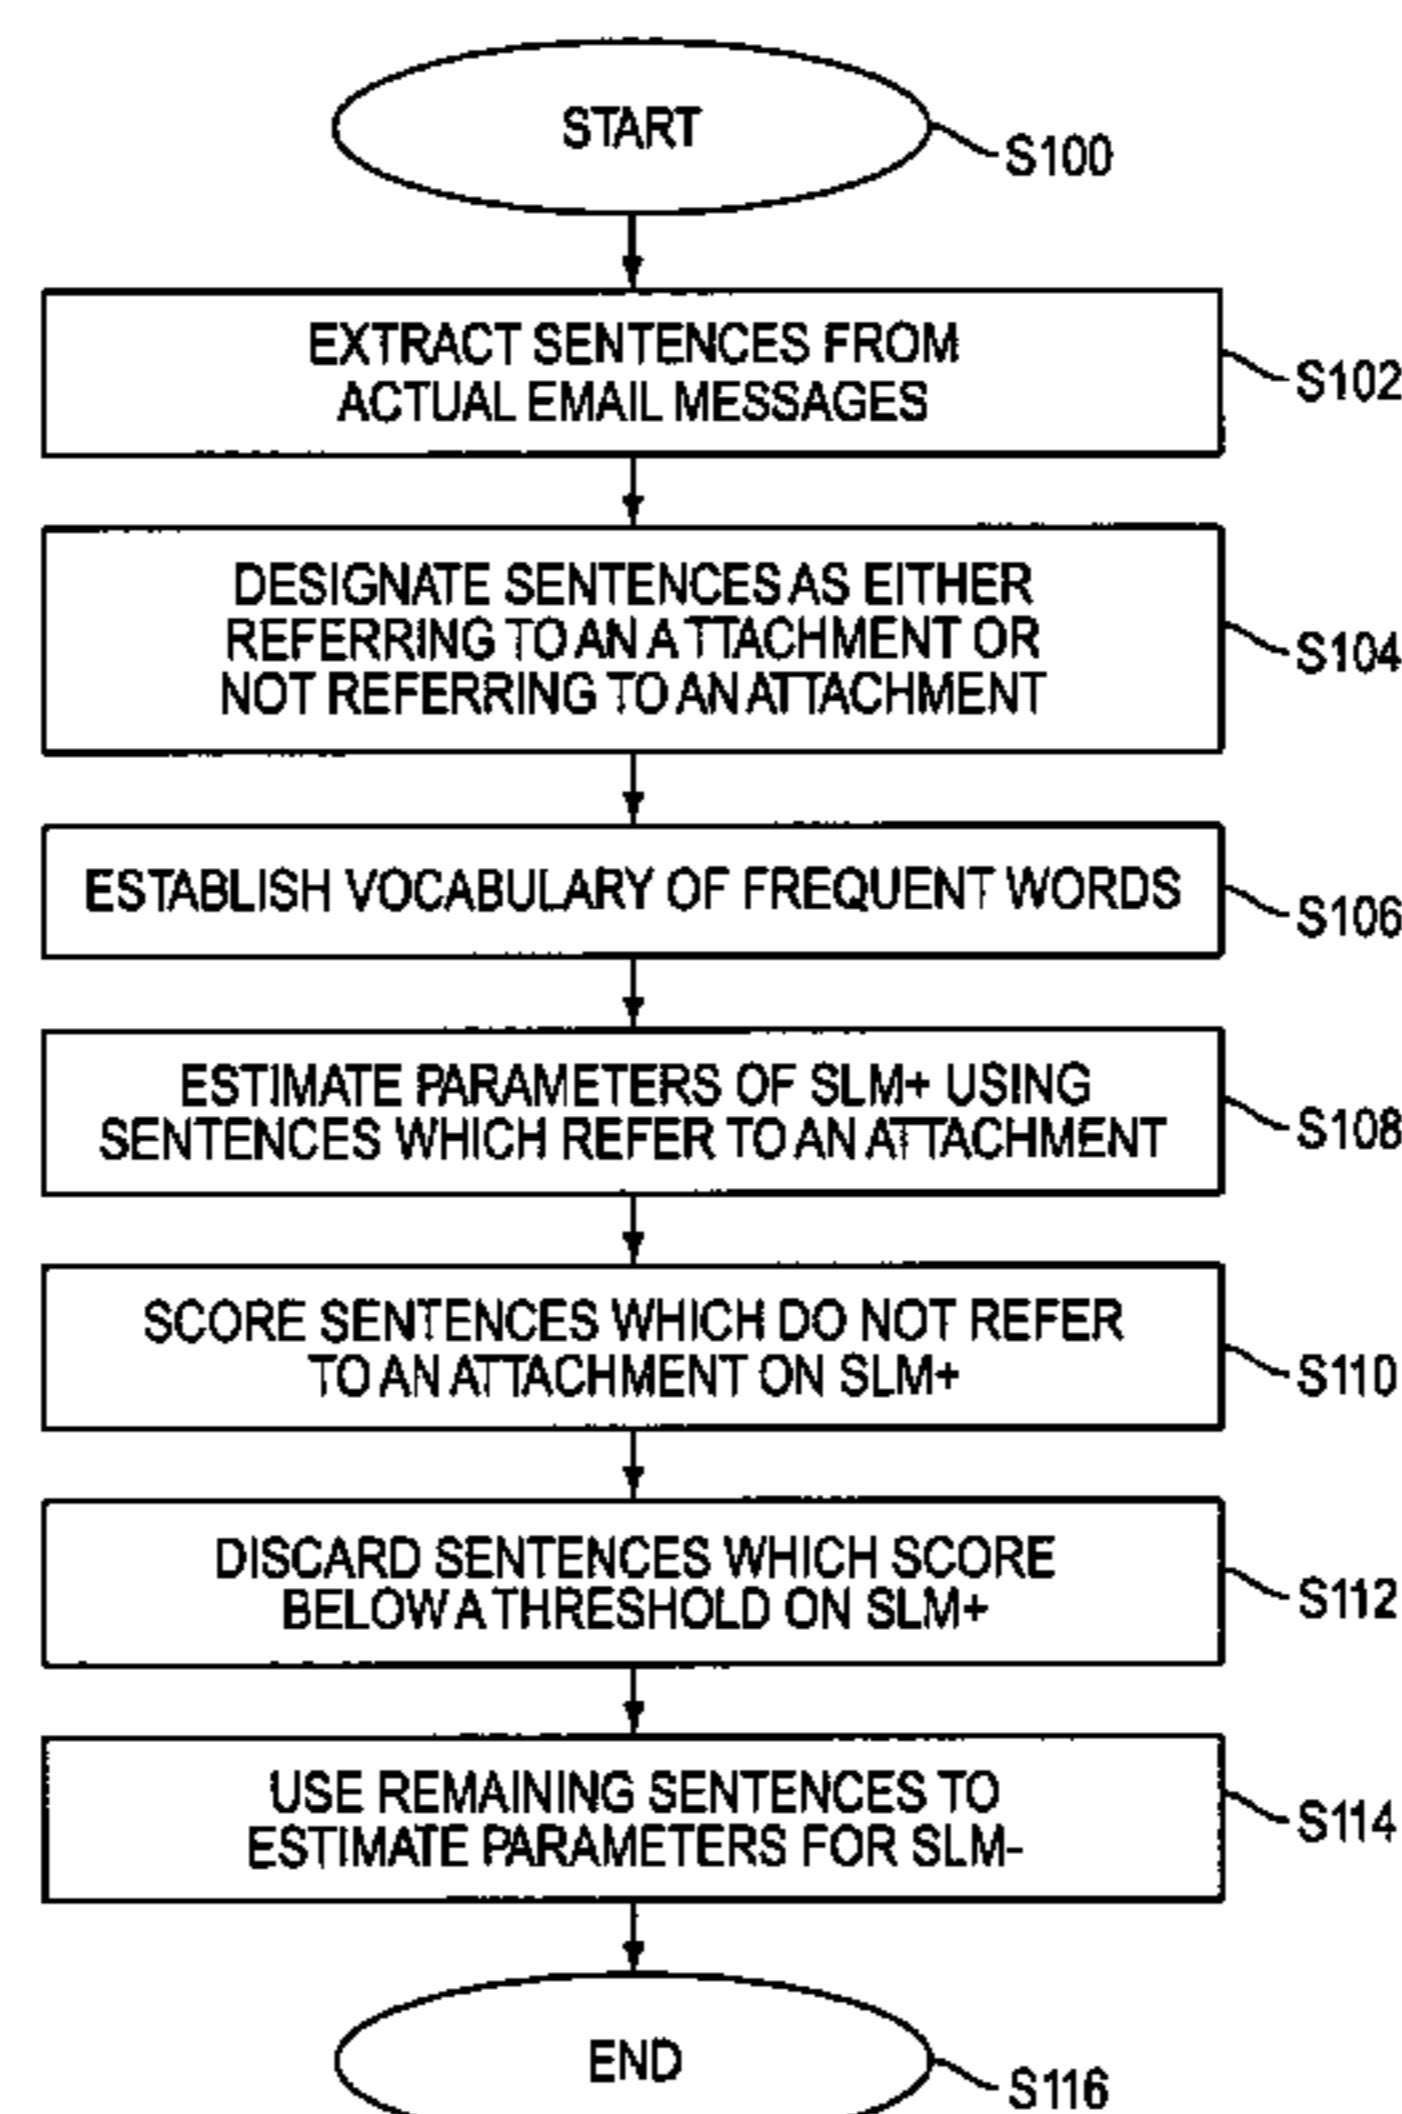 START
S100
EXTRACT SENTENCES FROM
ACTUAL EMAIL MESSAGES
S102
DESIGNATE SENTENCES AS EITHER
REFERRING TO AN ATTACHMENT OR
NOT REFERRING TO AN ATTACHMENT
S104
ESTABLISH VOCABULARY OF FREQUENT WORDS
S106
ESTIMATE PARAMETERS OF SLM+ USING
SENTENCES WHICH REFER TO AN ATTACHMENT
S108
SCORE SENTENCES WHICH DO NOT REFER
TO AN ATTACHMENT ON SLM+
S110
DISCARD SENTENCES WHICH SCORE
BELOW A THRESHOLD ON SLM+
S112
USE REMAINING SENTENCES TO
ESTIMATE PARAMETERS FOR SLM-
S114
END
S116